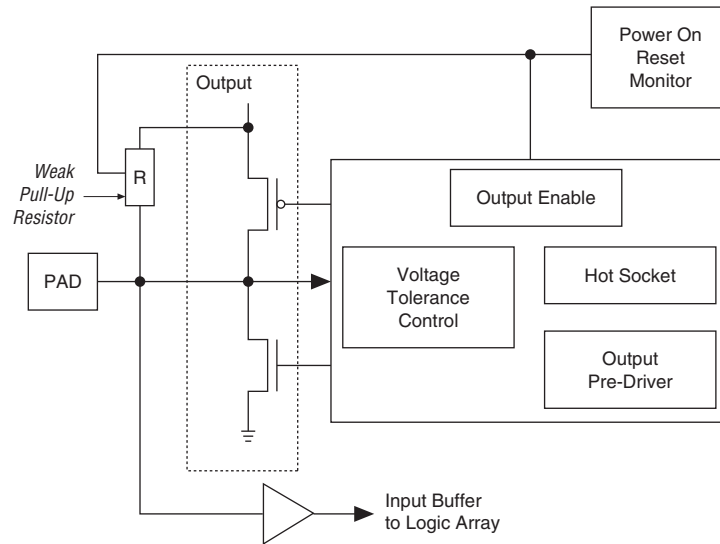 Power On
Reset
Monitor
Output
Weak
Pull-Up
Resistor
R
Output Enable
PAD
Voltage
Tolerance
Control
Hot Socket
Output
Pre-Driver
Input Buffer
to Logic Array